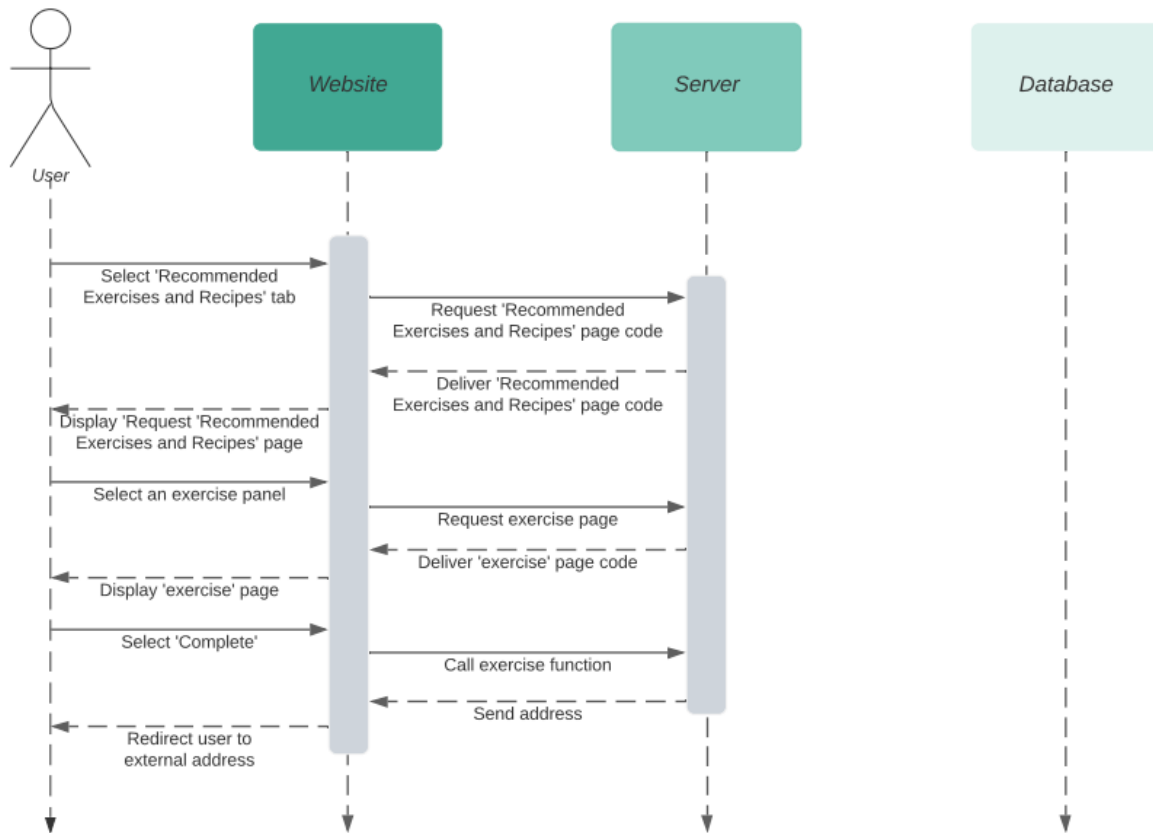 Website
Server
Database
User
Select 'Recommended
Exercises and Recipes' tab
Request 'Recommended
Exercises and Recipes' page code
Deliver 'Recommended
Exercises and Recipes' page code
Display 'Request 'Recommended
Exercises and Recipes' page
Select an exercise panel
Request exercise page
Deliver 'exercise' page code
Display 'exercise' page
Select 'Complete'
Call exercise function
Send address
Redirect user to
external address